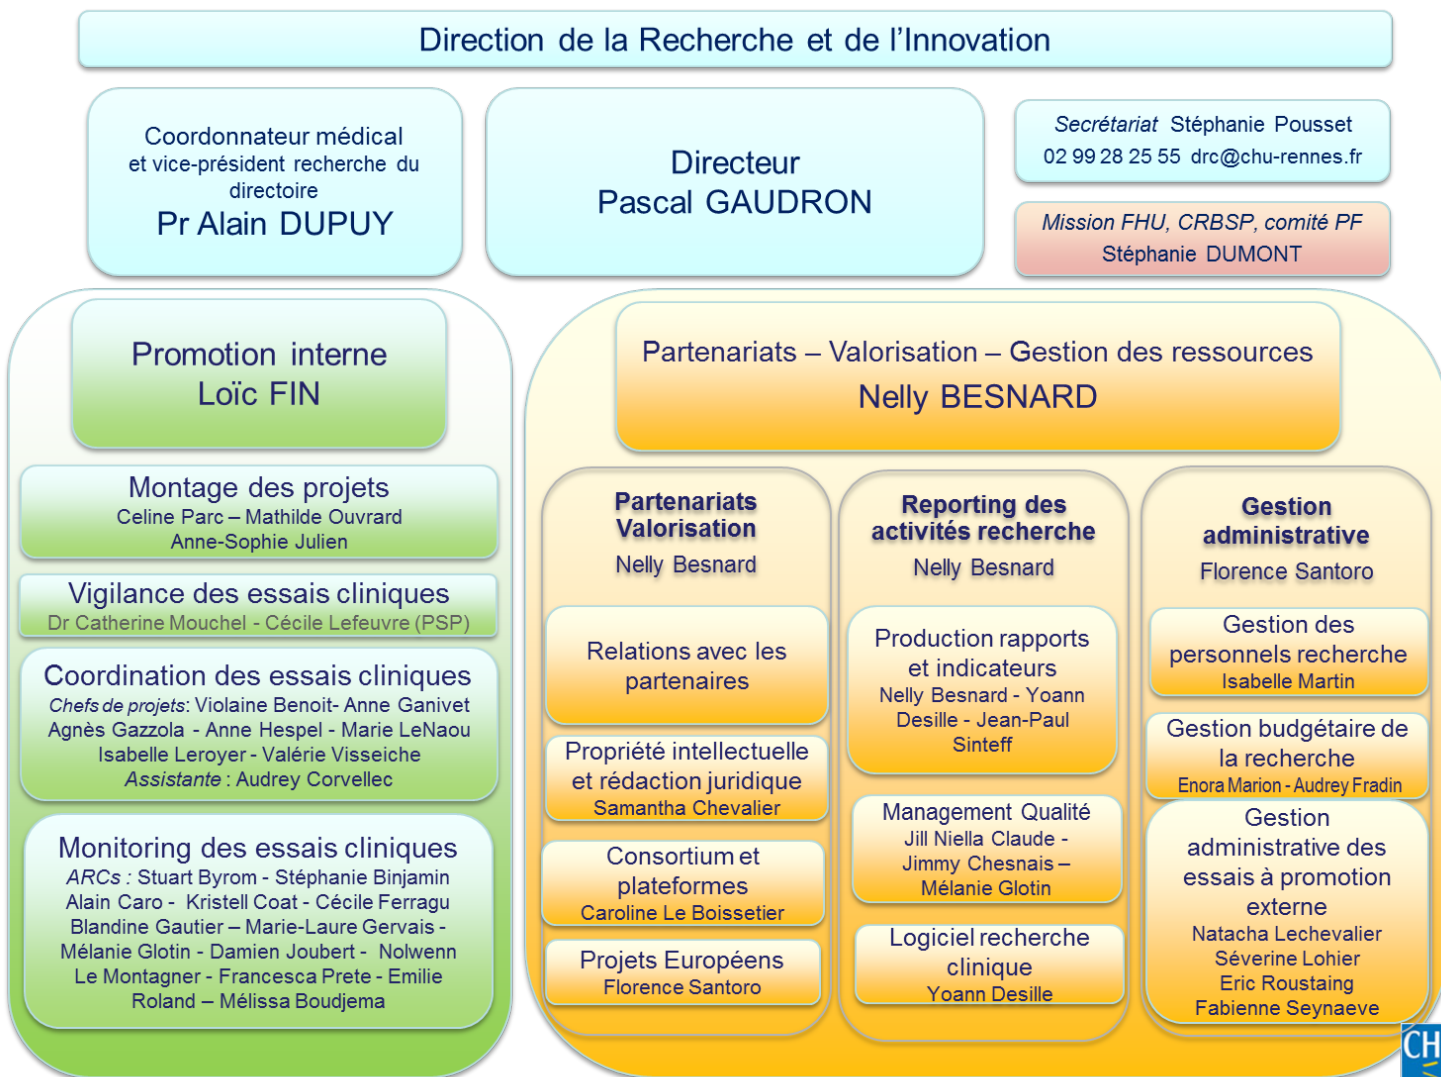 Direction de la Recherche et de l'Innovation
Coordonnateur médical
et vice-président recherche du
directoire
Pr Alain DUPUY
Directeur
Pascal GAUDRON
Secrétariat Stéphanie Pousset
02 99 28 25 55 drc@chu-rennes.fr
Mission FHU, CRBSP, comité PF
Stéphanie DUMONT
Promotion interne
Loïc FIN
Montage des projets
Celine Parc – Mathilde Ouvrard
Anne-Sophie Julien
Vigilance des essais cliniques
Dr Catherine Mouchel - Cécile Lefeuvre (PSP)
Coordination des essais cliniques
Chefs de projets: Violaine Benoit- Anne Ganivet
Agnès Gazzola - Anne Hespel - Marie LeNaou
Isabelle Leroyer - Valérie Visseiche
Assistante : Audrey Corvellec
Monitoring des essais cliniques
ARCs : Stuart Byrom - Stéphanie Binjamin
Alain Caro - Kristell Coat - Cécile Ferragu
Blandine Gautier – Marie-Laure Gervais -
Mélanie Glotin - Damien Joubert - Nolwenn
Le Montagner - Francesca Prete - Emilie
Roland – Mélissa Boudjema
Partenariats – Valorisation – Gestion des ressources
Nelly BESNARD
Partenariats
Valorisation
Nelly Besnard
Relations avec les
partenaires
Propriété intellectuelle
et rédaction juridique
Samantha Chevalier
Consortium et
plateformes
Caroline Le Boissetier
Projets Européens
Florence Santoro
Reporting des
activités recherche
Nelly Besnard
Production rapports
et indicateurs
Nelly Besnard - Yoann
Desille - Jean-Paul
Sinteff
Management Qualité
Jill Niella Claude -
Jimmy Chesnais –
Mélanie Glotin
Logiciel recherche
clinique
Yoann Desille
Gestion
administrative
Florence Santoro
Gestion des
personnels recherche
Isabelle Martin
Gestion budgétaire de
la recherche
Enora Marion - Audrey Fradin
Gestion
administrative des
essais à promotion
externe
Natacha Lechevalier
Séverine Lohier
Eric Roustaing
Fabienne Seynaeve
CH